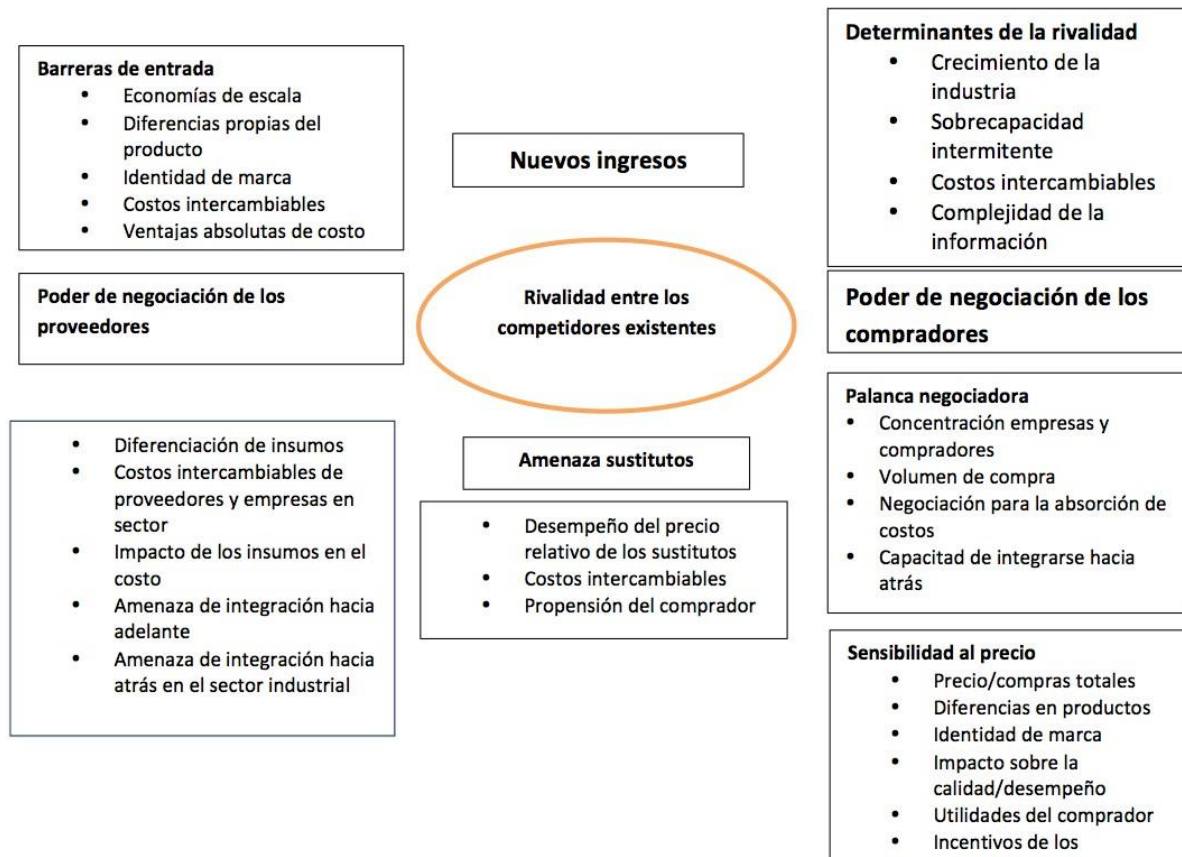 Barreras de entrada
• Economías de escala
• Diferencias propias del
producto
• Identidad de marca
• Costos intercambiables
• Ventajas absolutas de costo
Nuevos ingresos
Determinantes de la rivalidad
• Crecimiento de la
industria
• Sobrecapacidad
intermitente
• Costos intercambiables
• Complejidad de la
información
Poder de negociación de los
proveedores
Rivalidad entre los
competidores existentes
Poder de negociación de los
compradores
• Diferenciación de insumos
• Costos intercambiables de
proveedores y empresas en
sector
• Impacto de los insumos en el
costo
• Amenaza de integración hacia
adelante
• Amenaza de integración hacia
atrás en el sector industrial
Amenaza sustitutos
• Desempeño del precio
relativo de los sustitutos
• Costos intercambiables
• Propensión del comprador
Palanca negociadora
• Concentración empresas y
compradores
• Volumen de compra
• Negociación para la absorción de
costos
• Capacitad de integrarse hacia
atrás
Sensibilidad al precio
• Precio/compras totales
• Diferencias en productos
• Identidad de marca
• Impacto sobre la
calidad/desempeño
• Utilidades del comprador
• Incentivos de los